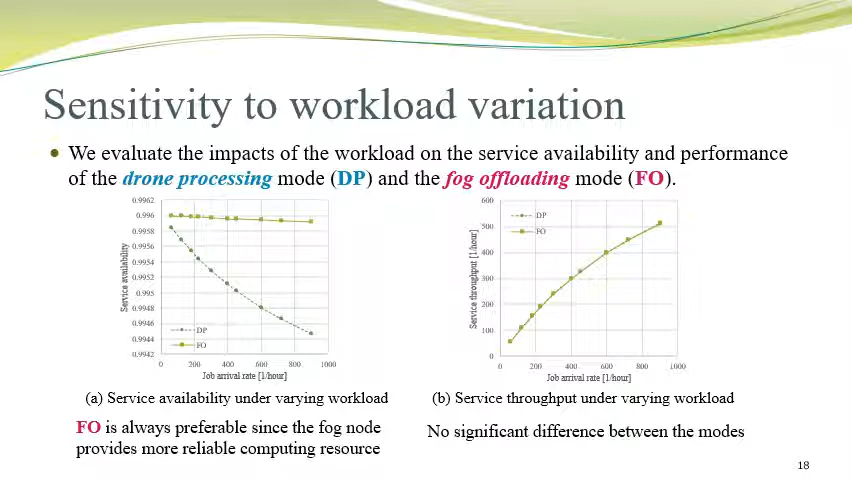 Sensitivity to workload variation
We evaluate the impacts of the workload on the service availability and performance
of the drone processing mode (DP) and the fog offloading mode (FO).
0.9962
0.996
0.9958
0.9956
0.9954
0.9952
0.995
0.9948
0.9946
0.9944
0.9942
Service availability
DP
FO
0 200 400 600 800 1000
Job arrival rate [1/hour]
600
500
400
300
200
100
0
Service throughput [1/hour]
DP
FO
0 200 400 600 800 1000
Job arrival rate [1/hour]
(a) Service availability under varying workload
(b) Service throughput under varying workload
FO is always preferable since the fog node
provides more reliable computing resource
No significant difference between the modes
18